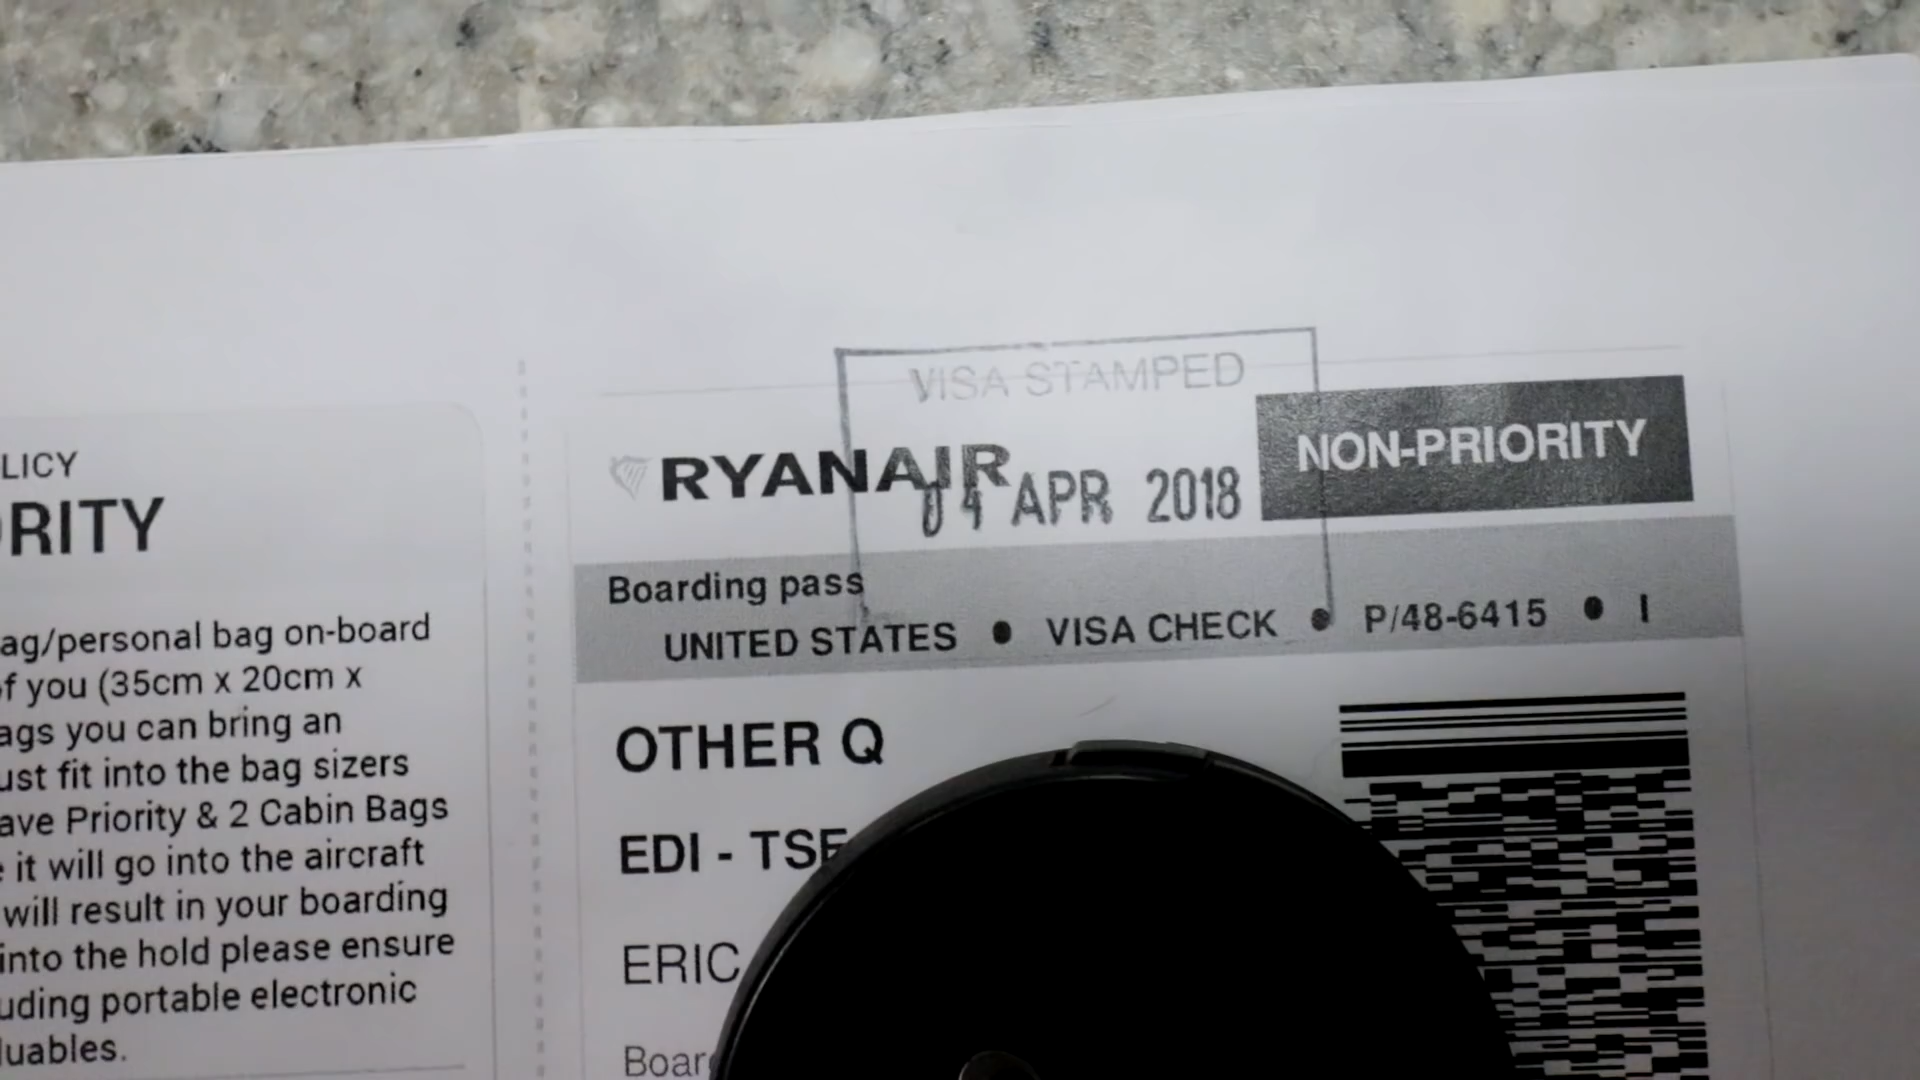 LICY
ORITY
ag/personal bag on-board
of you (35cm x 20cm x
ags you can bring an
ust fit into the bag sizers
ave Priority & 2 Cabin Bags
e it will go into the aircraft
will result in your boarding
into the hold please ensure
uding portable electronic
luables.
VISA STAMPED
RYANAIR
04 APR 2018
NON-PRIORITY
Boarding pass
UNITED STATES • VISA CHECK • P/48-6415 • I
OTHER Q
EDI - TSF
ERIC
Boar